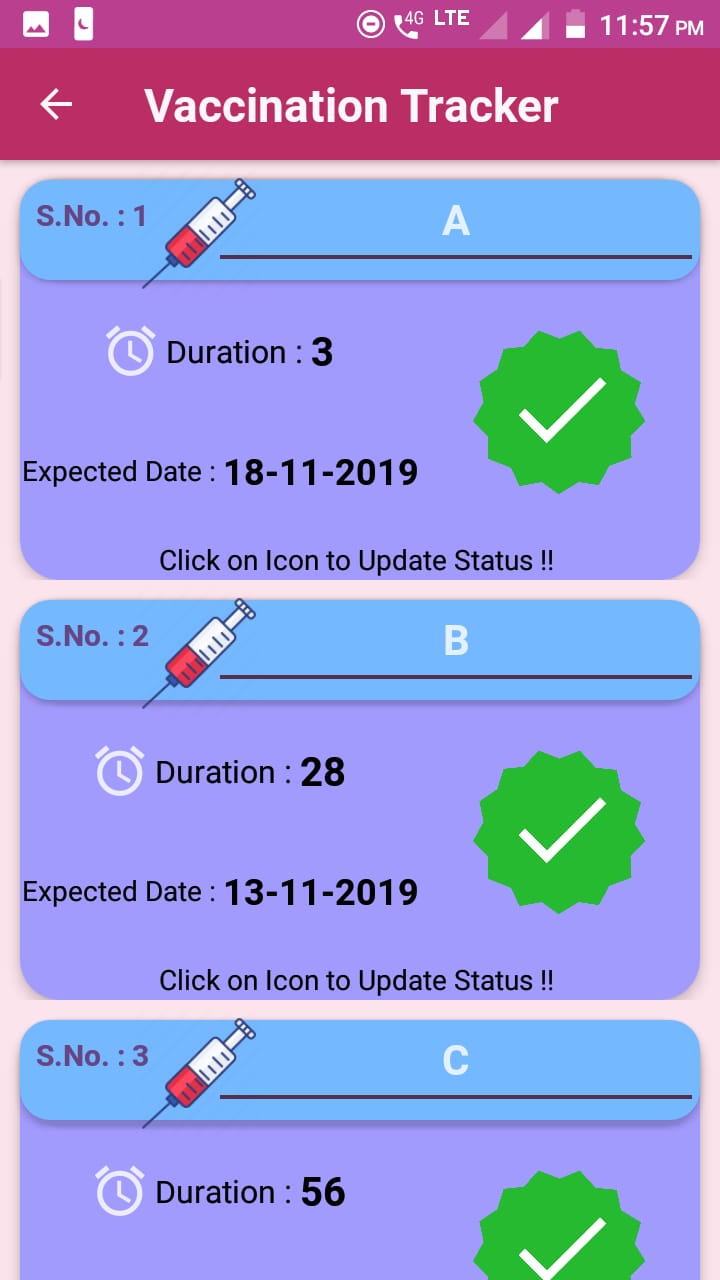 4G LTE 11:57 PM
Vaccination Tracker
S.No. : 1
A
Duration : 3
Expected Date : 18-11-2019
Click on Icon to Update Status !!
S.No. : 2
B
Duration : 28
Expected Date : 13-11-2019
Click on Icon to Update Status !!
S.No. : 3
C
Duration : 56